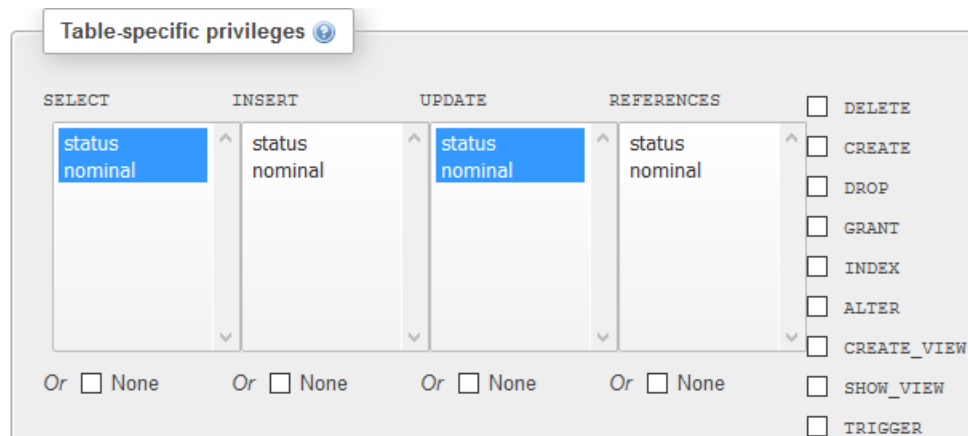 Table-specific privileges
SELECT INSERT UPDATE REFERENCES
status status status status
nominal nominal nominal nominal
Or None Or None Or None Or None
DELETE
CREATE
DROP
GRANT
INDEX
ALTER
CREATE_VIEW
SHOW_VIEW
TRIGGER